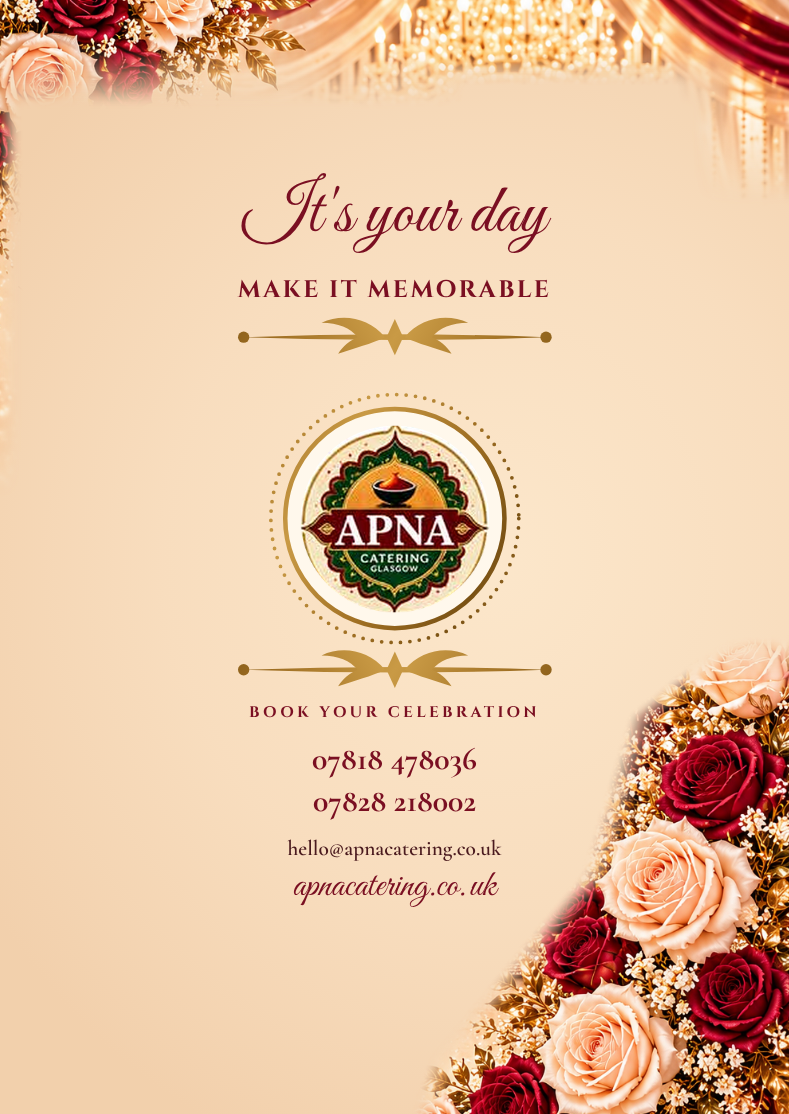 It's your day
MAKE IT MEMORABLE
APNA
CATERING
GLASGOW
BOOK YOUR CELEBRATION
07818 478036
07828 218002
hello@apnacatering.co.uk
apnacatering.co.uk